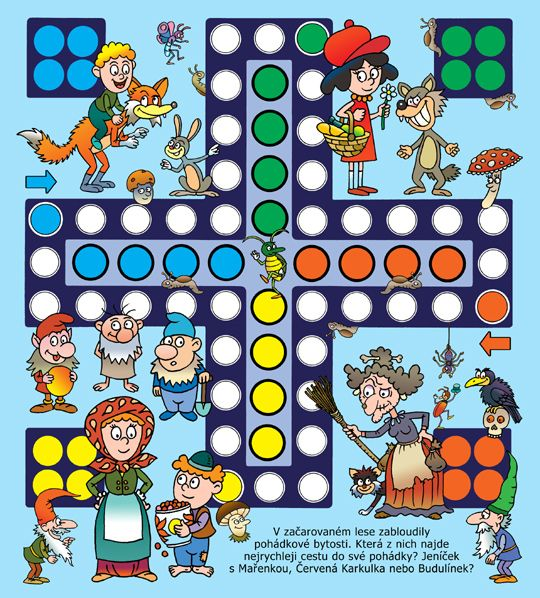 V začarovaném lese zabloudily
pohádkové bytosti. Která z nich najde
nejrychleji cestu do své pohádky? Jeníček
s Mařenkou, Červená Karkulka nebo Budulínek?